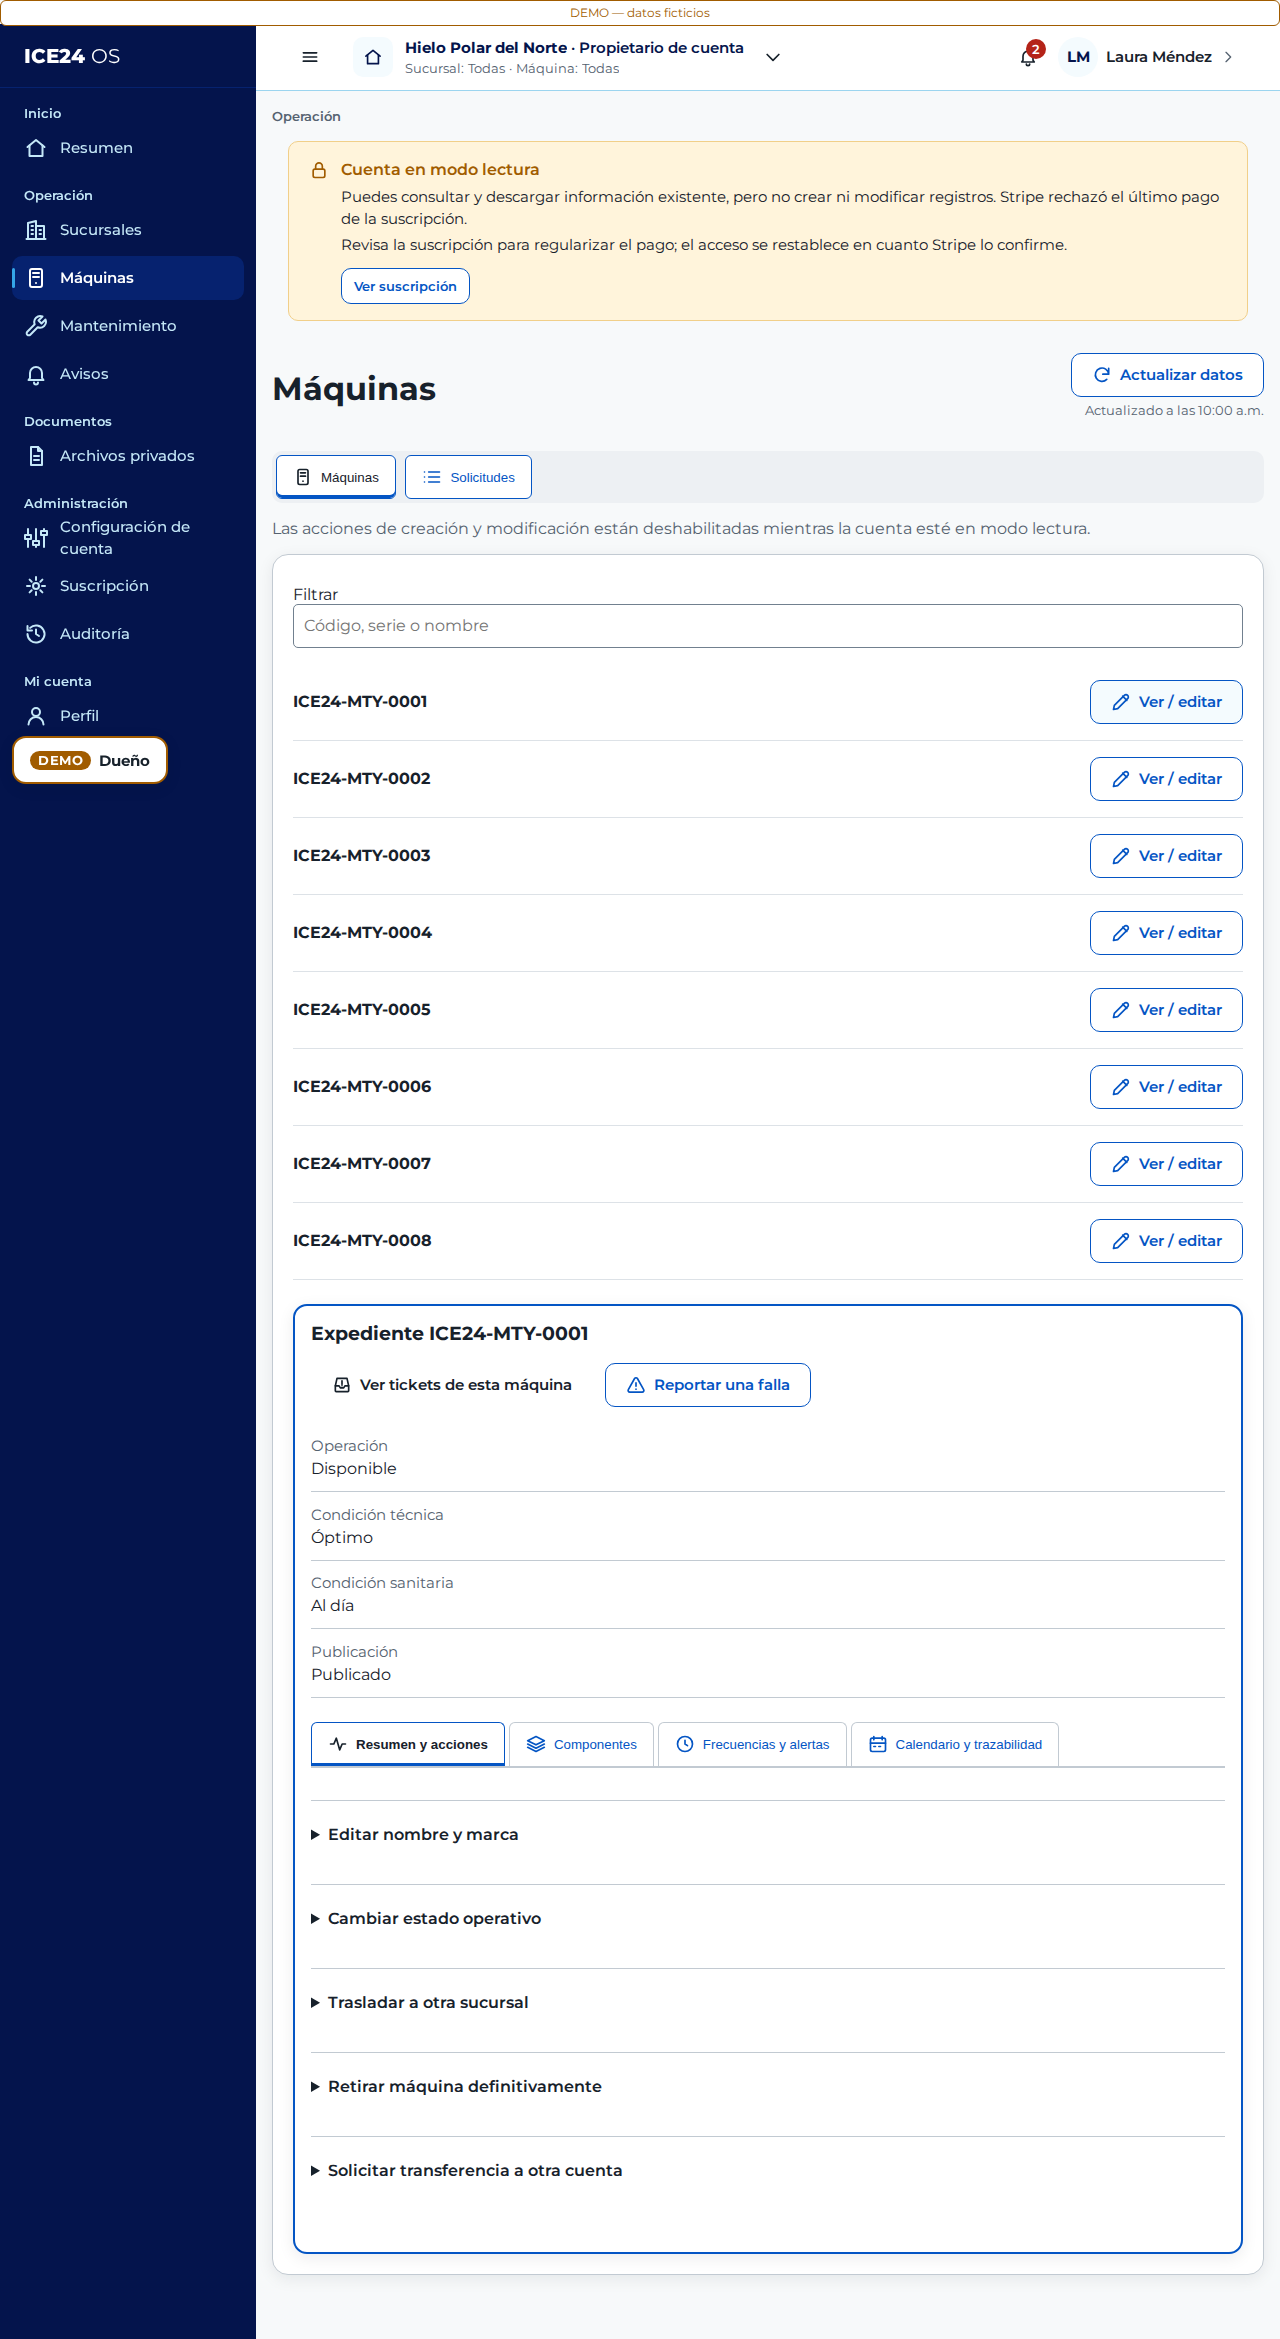 DEMO — datos ficticios
ICE24 OS
Hielo Polar del Norte · Propietario de cuenta
Sucursal: Todas · Máquina: Todas
2
LM
Laura Méndez
Inicio
Resumen
Operación
Sucursales
Máquinas
Mantenimiento
Avisos
Documentos
Archivos privados
Administración
Configuración de
cuenta
Suscripción
Auditoría
Mi cuenta
Perfil
DEMO Dueño
Operación
Cuenta en modo lectura
Puedes consultar y descargar información existente, pero no crear ni modificar registros. Stripe rechazó el último pago
de la suscripción.
Revisa la suscripción para regularizar el pago; el acceso se restablece en cuanto Stripe lo confirme.
Ver suscripción
Máquinas
Actualizar datos
Actualizado a las 10:00 a.m.
Máquinas
Solicitudes
Las acciones de creación y modificación están deshabilitadas mientras la cuenta esté en modo lectura.
Filtrar
Código, serie o nombre
ICE24-MTY-0001
Ver / editar
ICE24-MTY-0002
Ver / editar
ICE24-MTY-0003
Ver / editar
ICE24-MTY-0004
Ver / editar
ICE24-MTY-0005
Ver / editar
ICE24-MTY-0006
Ver / editar
ICE24-MTY-0007
Ver / editar
ICE24-MTY-0008
Ver / editar
Expediente ICE24-MTY-0001
Ver tickets de esta máquina
Reportar una falla
Operación
Disponible
Condición técnica
Óptimo
Condición sanitaria
Al día
Publicación
Publicado
Resumen y acciones
Componentes
Frecuencias y alertas
Calendario y trazabilidad
Editar nombre y marca
Cambiar estado operativo
Trasladar a otra sucursal
Retirar máquina definitivamente
Solicitar transferencia a otra cuenta